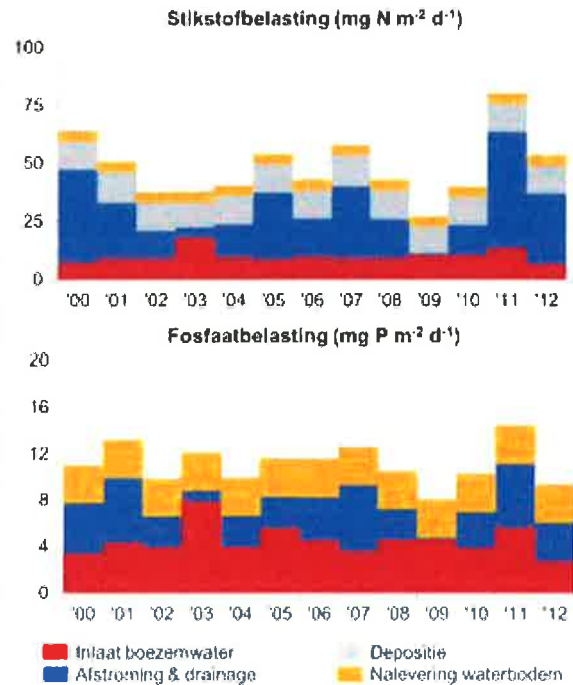 Stikstofbelasting (mg N m-2 d-1)
100
75
50
25
0
'00 '01 '02 '03 '04 '05 '06 '07 '08 '09 '10 '11 '12
Fosfaatbelasting (mg P m-2 d-1)
20
16
12
8
4
0
'00 '01 '02 '03 '04 '05 '06 '07 '08 '09 '10 '11 '12
Inlaat boezemwater Depositie
Afstroming & drainage Nalevering waterbodem